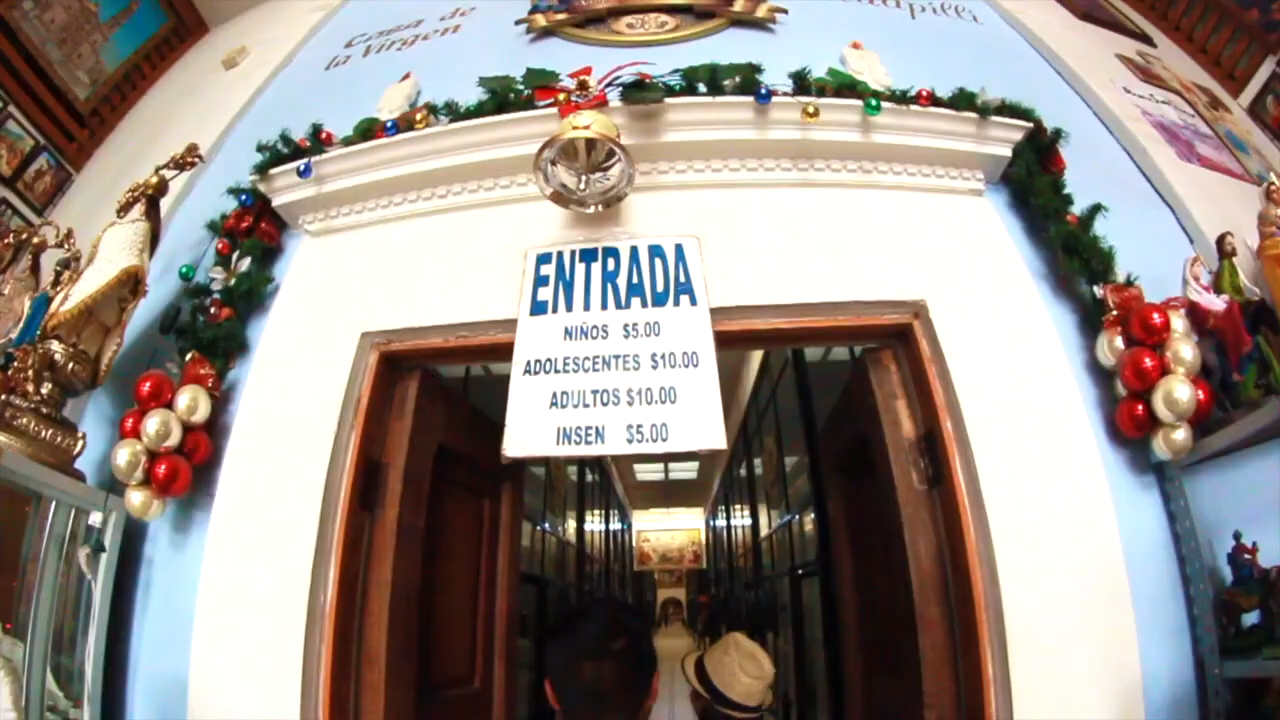 Casa de
la Virgen
ENTRADA
NIÑOS $5.00
ADOLESCENTES $10.00
ADULTOS $10.00
INSEN $5.00